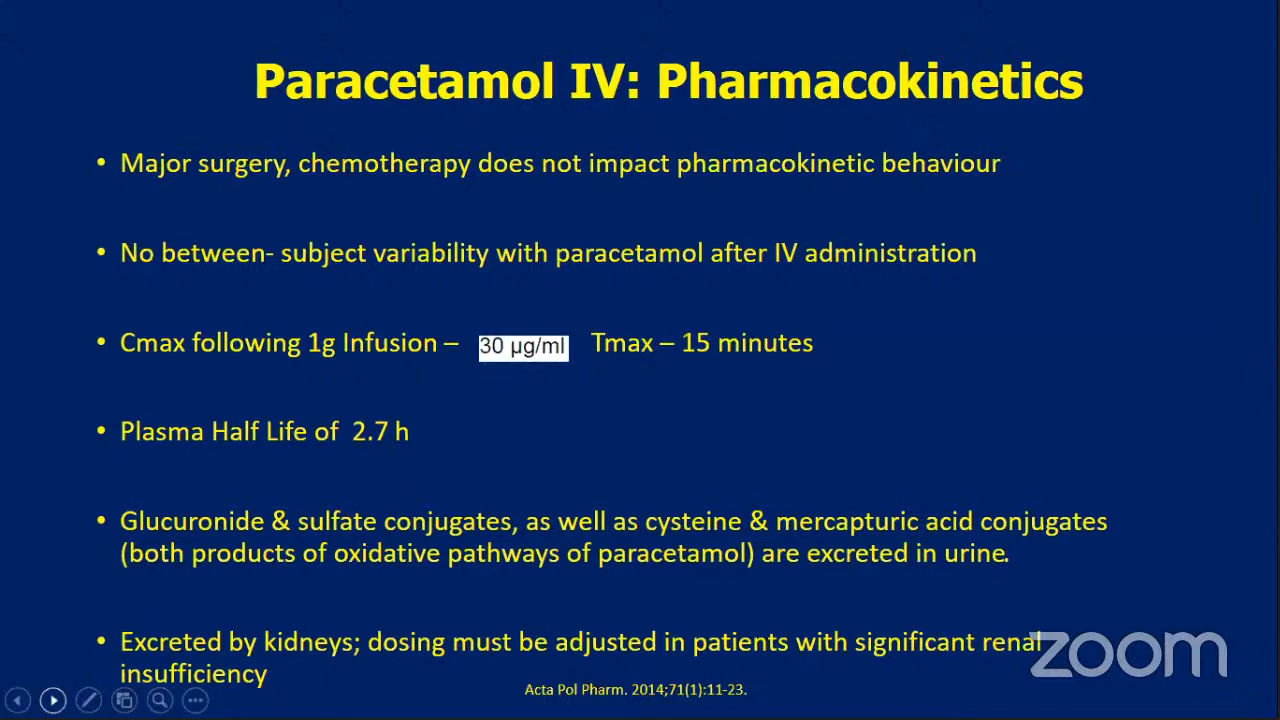 Paracetamol IV: Pharmacokinetics
• Major surgery, chemotherapy does not impact pharmacokinetic behaviour
• No between- subject variability with paracetamol after IV administration
• Cmax following 1g Infusion – 30 µg/ml Tmax – 15 minutes
• Plasma Half Life of 2.7 h
• Glucuronide & sulfate conjugates, as well as cysteine & mercapturic acid conjugates
(both products of oxidative pathways of paracetamol) are excreted in urine.
• Excreted by kidneys; dosing must be adjusted in patients with significant renal
insufficiency
zoom
Acta Pol Pharm. 2014;71(1):11-23.